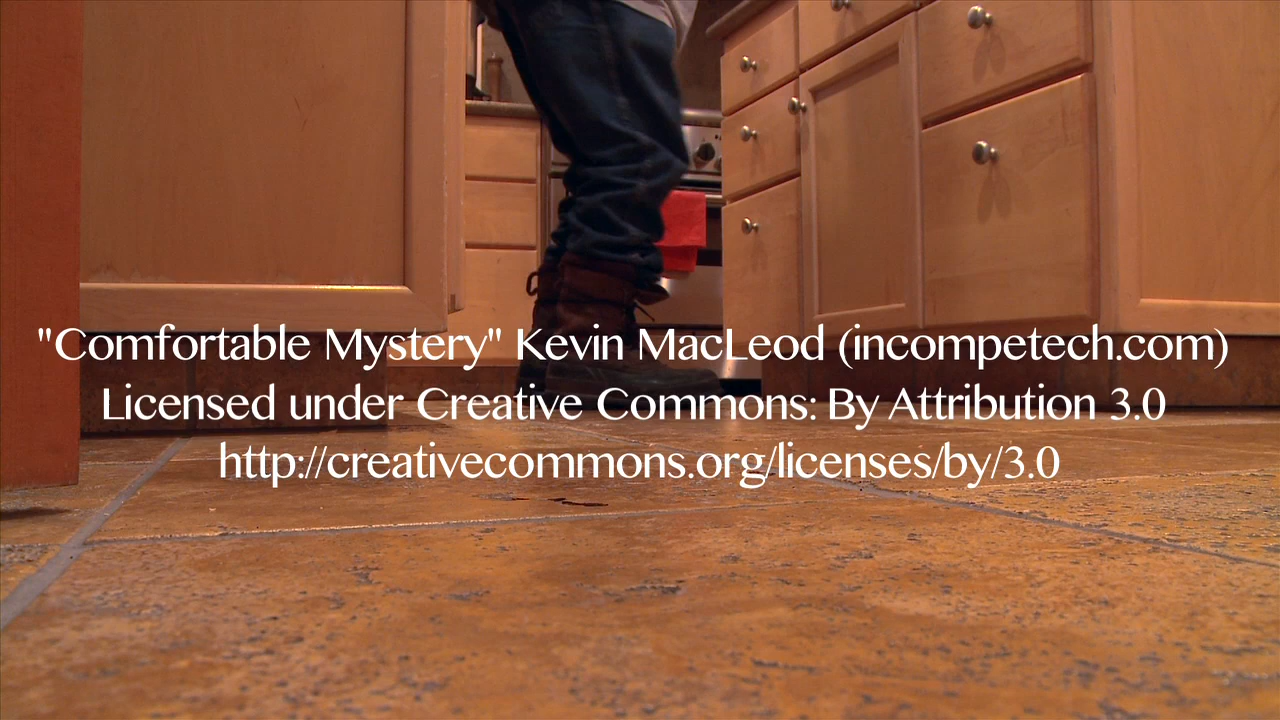 "Comfortable Mystery" Kevin MacLeod (incompetech.com)
Licensed under Creative Commons: By Attribution 3.0
http://creativecommons.org/licenses/by/3.0